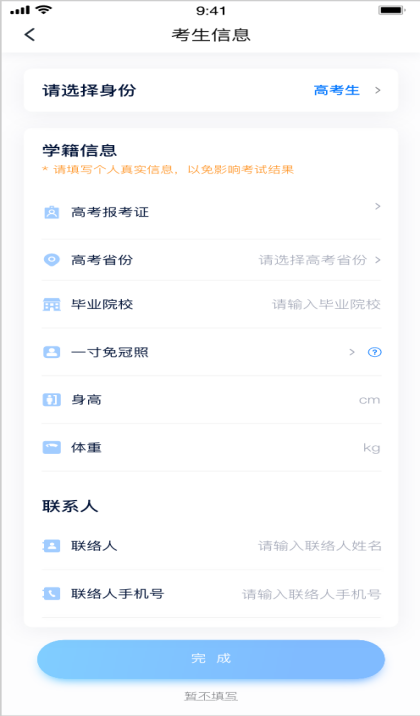 9:41
考生信息
请选择身份 高考生 >
学籍信息
* 请填写个人真实信息，以免影响考试结果
高考报考证 >
高考省份 请选择高考省份 >
毕业院校 请输入毕业院校
一寸免冠照 > ?
身高 cm
体重 kg
联系人
联络人 请输入联络人姓名
联络人手机号 请输入联络人手机号
完成
暂不填写